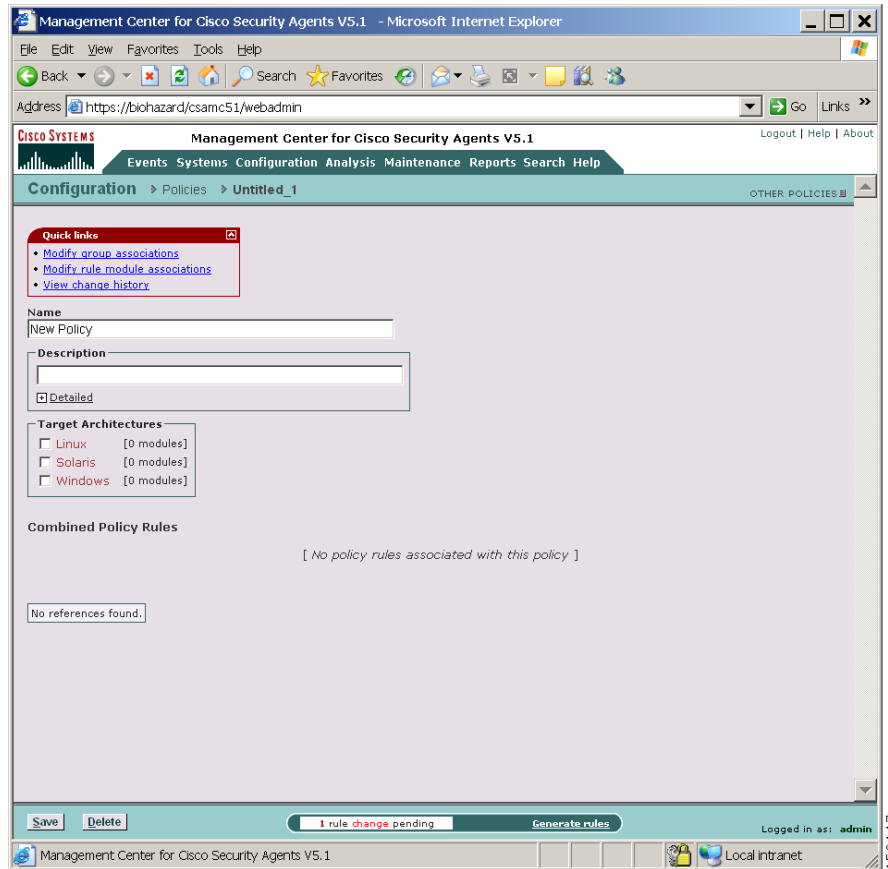 Management Center for Cisco Security Agents V5.1 - Microsoft Internet Explorer
File Edit View Favorites Tools Help
Back Search Favorites
Address https://biohazard/csamc51/webadmin Go Links »
CISCO SYSTEMS
Management Center for Cisco Security Agents V5.1
Logout | Help | About
Events Systems Configuration Analysis Maintenance Reports Search Help
Configuration Policies Untitled_1
OTHER POLICIES
Quick links
• Modify group associations
• Modify rule module associations
• View change history
Name
New Policy
Description
Detailed
Target Architectures
Linux [0 modules]
Solaris [0 modules]
Windows [0 modules]
Combined Policy Rules
[ No policy rules associated with this policy ]
No references found.
Save Delete
1 rule change pending Generate rules
Logged in as: admin
Management Center for Cisco Security Agents V5.1
Local intranet